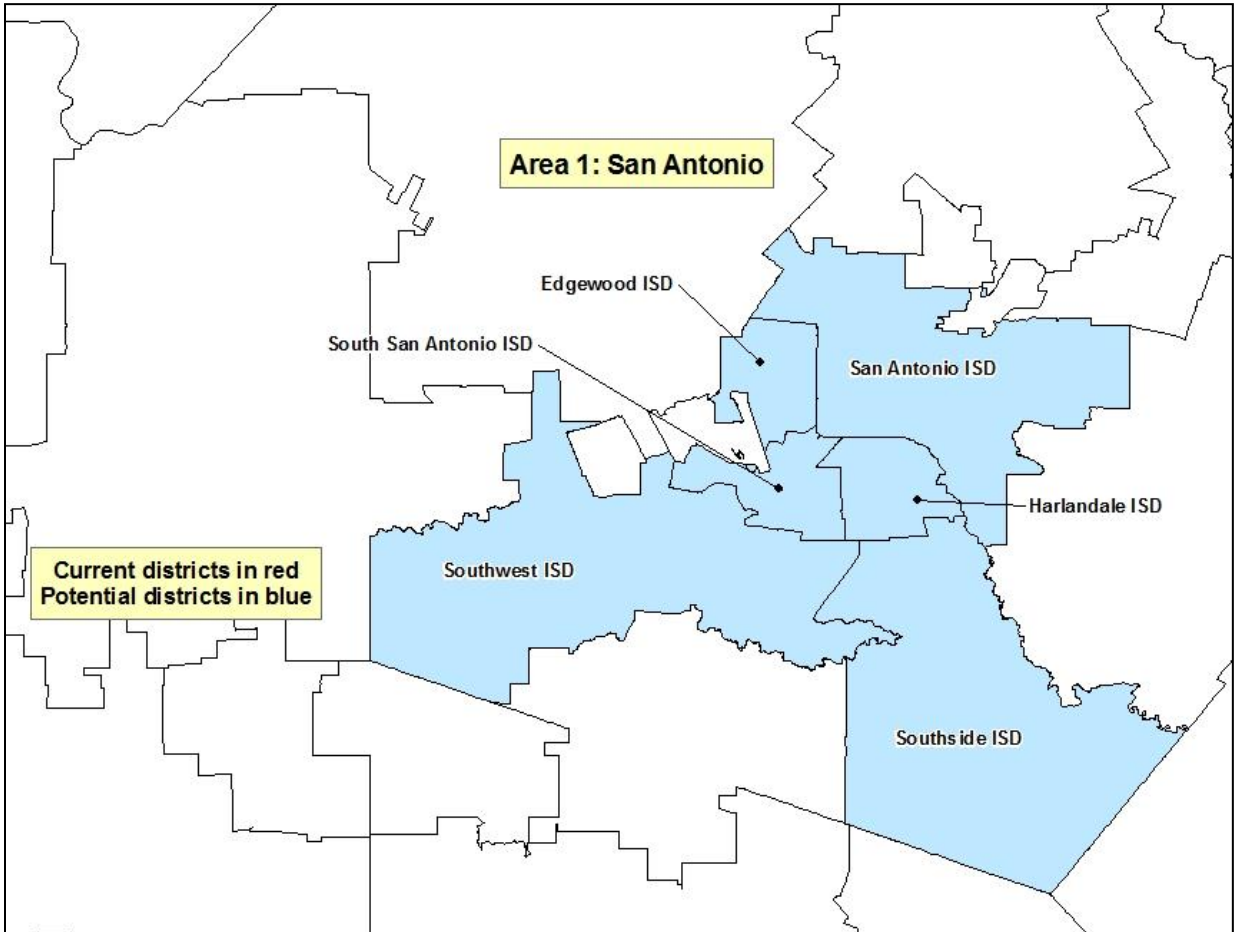 Area 1: San Antonio
Edgewood ISD
South San Antonio ISD
San Antonio ISD
Harlandale ISD
Current districts in red
Potential districts in blue
Southwest ISD
Southside ISD